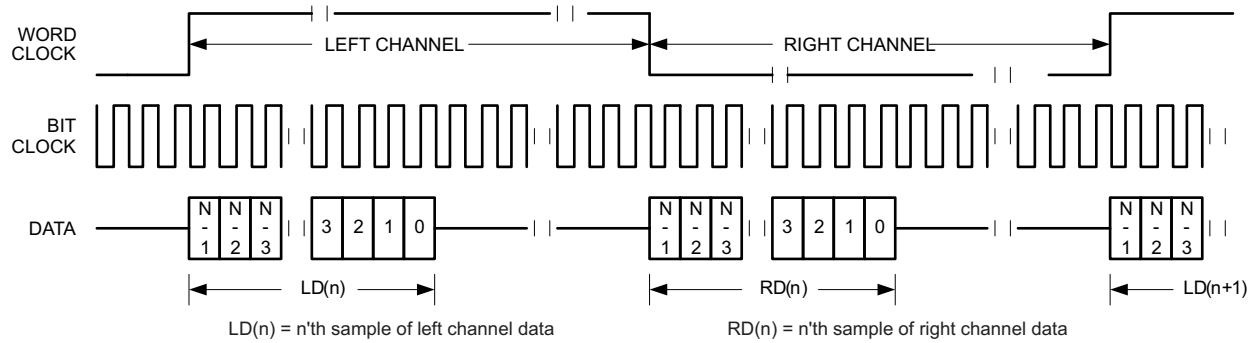 WORD
CLOCK
LEFT CHANNEL
RIGHT CHANNEL
BIT
CLOCK
DATA
N
-
1
N
-
2
N
-
3
3 2 1 0
N
-
1
N
-
2
N
-
3
3 2 1 0
N
-
1
N
-
2
N
-
3
LD(n)
RD(n)
LD(n+1)
LD(n) = n'th sample of left channel data
RD(n) = n'th sample of right channel data